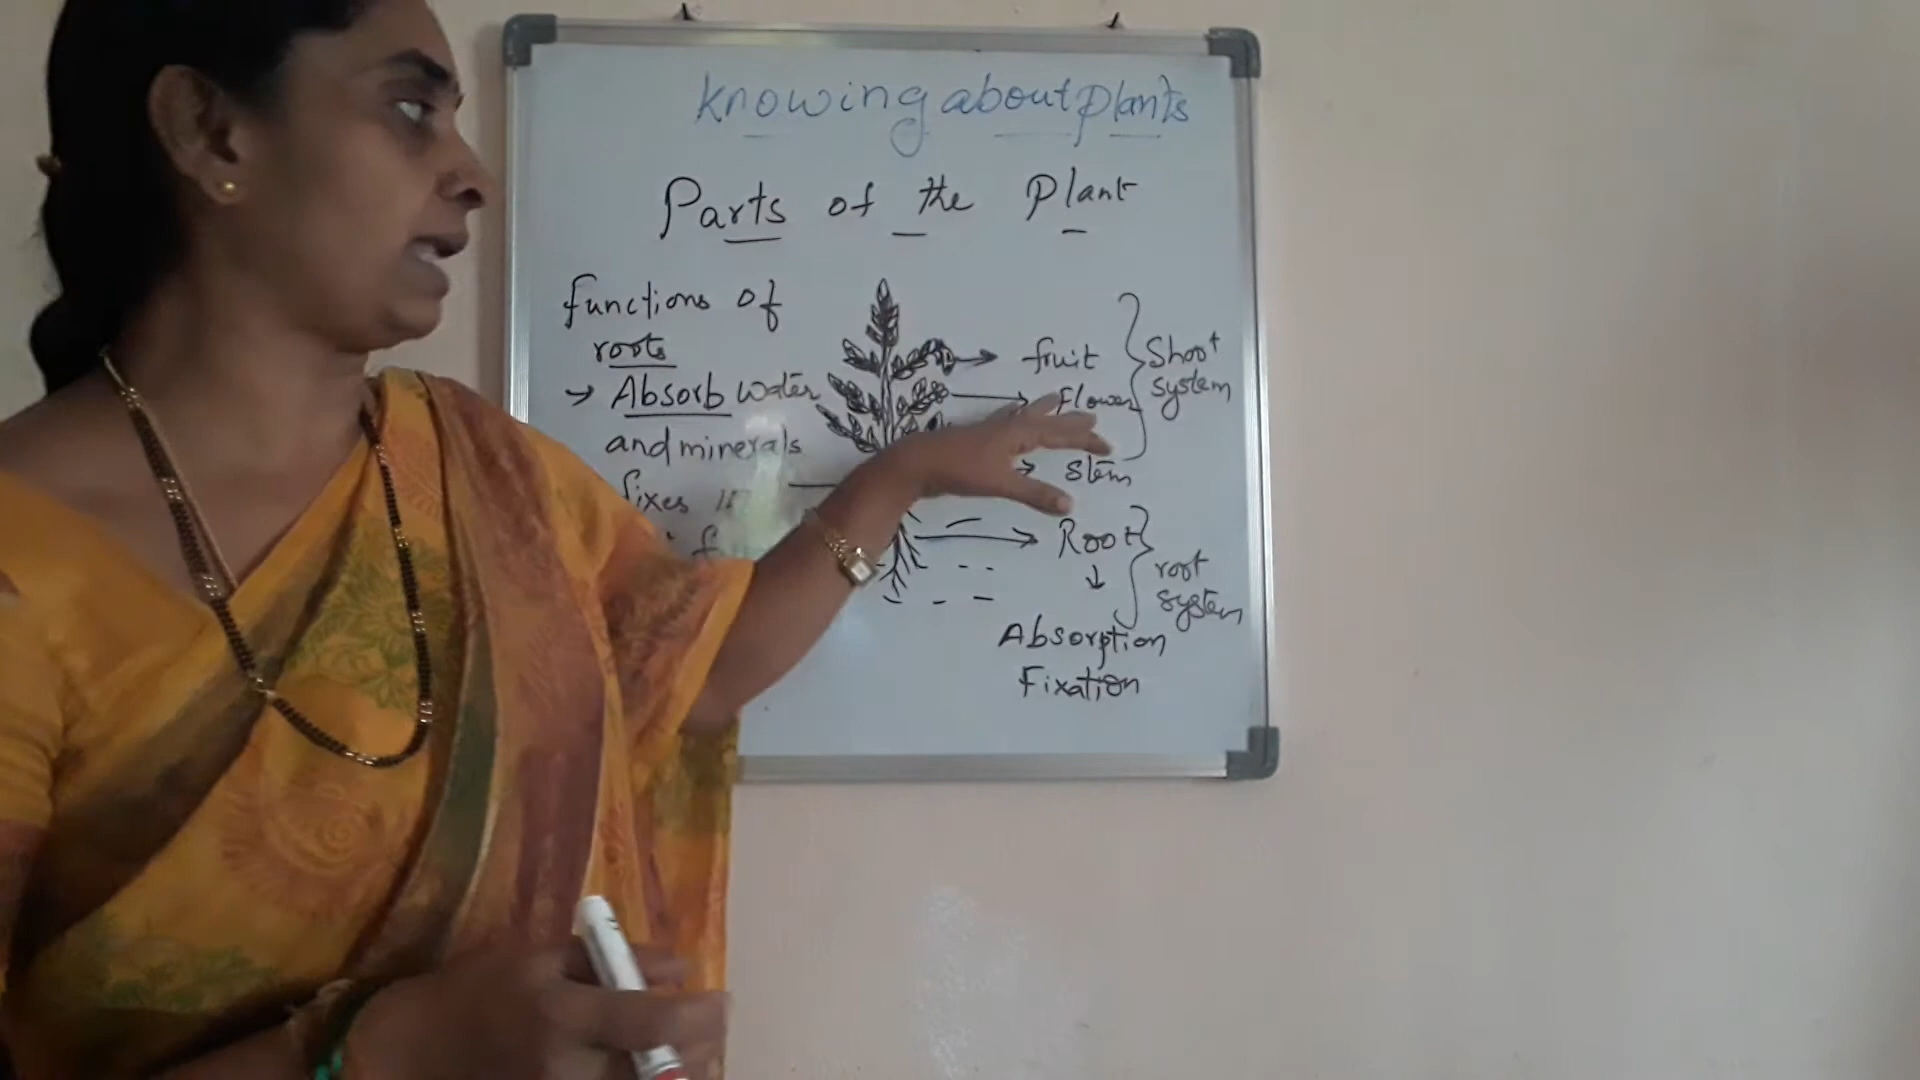 knowing about plants
Parts of the Plant
functions of
roots
→ Absorb water
and minerals
fixes
fruit
Flower
Stem
Shoot
system
Root
↓
root
system
Absorption
Fixation